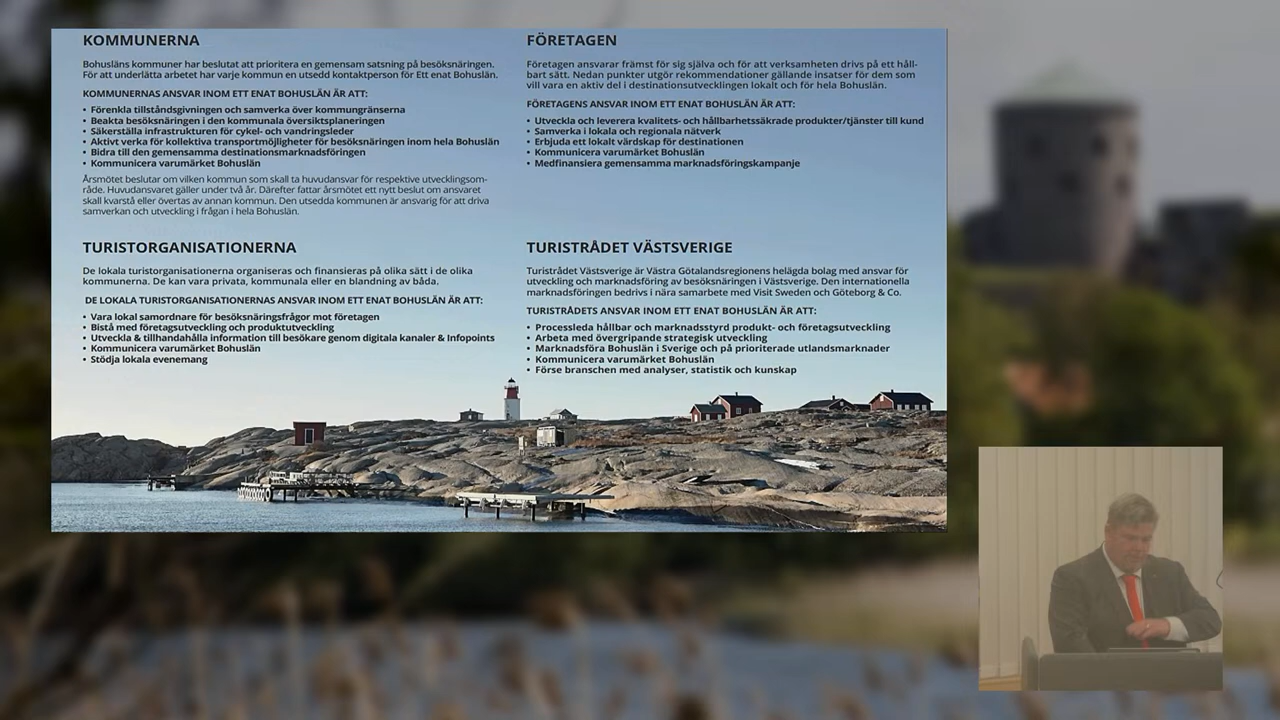 KOMMUNERNA
Bohusläns kommuner har beslutat att prioritera en gemensam satsning på besöksnäringen.
För att underlätta arbetet har varje kommun en utsedd kontaktperson för Ett enat Bohuslän.
KOMMUNERNAS ANSVAR INOM ETT ENAT BOHUSLÄN ÄR ATT:
• Förenkla tillståndsgivningen och samverka över kommungränserna
• Beakta besöksnäringen i den kommunala översiktsplaneringen
• Säkerställa infrastrukturen för cykel- och vandringsleder
• Aktivt verka för kollektiva transportmöjligheter för besöksnäringen inom hela Bohuslän
• Bidra till den gemensamma destinationsmarknadsföringen
• Kommunicera varumärket Bohuslän
Årsmötet beslutar om vilken kommun som skall ta huvudansvar för respektive utvecklingsom-
råde. Huvudansvaret gäller under två år. Därefter fattar årsmötet ett nytt beslut om ansvaret
skall kvarstå eller övertas av annan kommun. Den utsedda kommunen är ansvarig för att driva
samverkan och utveckling i frågan i hela Bohuslän.
FÖRETAGEN
Företagen ansvarar främst för sig själva och för att verksamheten drivs på ett håll-
bart sätt. Nedan punkter utgör rekommendationer gällande insatser för dem som
vill vara en aktiv del i destinationsutvecklingen lokalt och för hela Bohuslän.
FÖRETAGENS ANSVAR INOM ETT ENAT BOHUSLÄN ÄR ATT:
• Utveckla och leverera kvalitets- och hållbarhetssäkrade produkter/tjänster till kund
• Samverka i lokala och regionala nätverk
• Erbjuda ett lokalt värdskap för destinationen
• Kommunicera varumärket Bohuslän
• Medfinansiera gemensamma marknadsföringskampanje
TURISTORGANISATIONERNA
De lokala turistorganisationerna organiseras och finansieras på olika sätt i de olika
kommunerna. De kan vara privata, kommunala eller en blandning av båda.
DE LOKALA TURISTORGANISATIONERNAS ANSVAR INOM ETT ENAT BOHUSLÄN ÄR ATT:
• Vara lokal samordnare för besöksnäringsfrågor mot företagen
• Bistå med företagsutveckling och produktutveckling
• Utveckla & tillhandahålla information till besökare genom digitala kanaler & Infopoints
• Kommunicera varumärket Bohuslän
• Stödja lokala evenemang
TURISTRÅDET VÄSTSVERIGE
Turistrådet Västsverige är Västra Götalandsregionens helägda bolag med ansvar för
utveckling och marknadsföring av besöksnäringen i Västsverige. Den internationella
marknadsföringen bedrivs i nära samarbete med Visit Sweden och Göteborg & Co.
TURISTRÅDETS ANSVAR INOM ETT ENAT BOHUSLÄN ÄR ATT:
• Processleda hållbar och marknadsstyrd produkt- och företagsutveckling
• Arbeta med övergripande strategisk utveckling
• Marknadsföra Bohuslän i Sverige och på prioriterade utlandsmarknader
• Kommunicera varumärket Bohuslän
• Förse branschen med analyser, statistik och kunskap